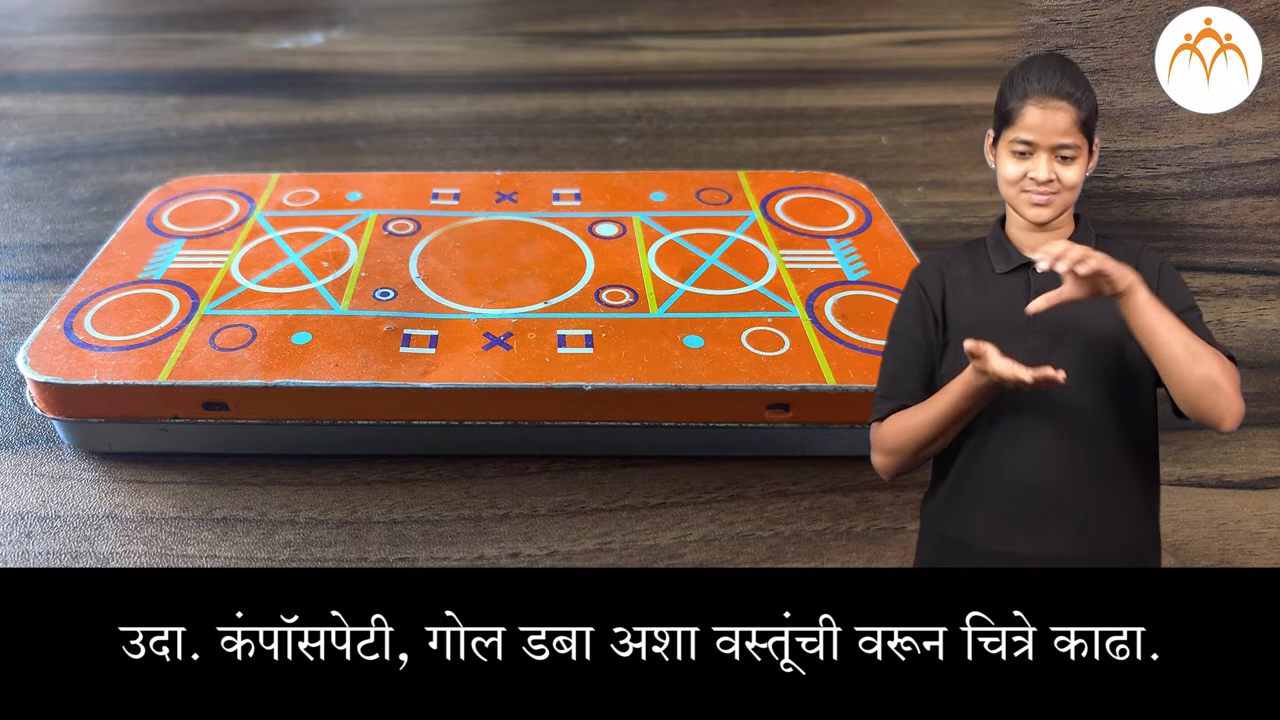 उदा. कंपॉसपेटी, गोल डबा अशा वस्तूंची वरून चित्रे काढा.